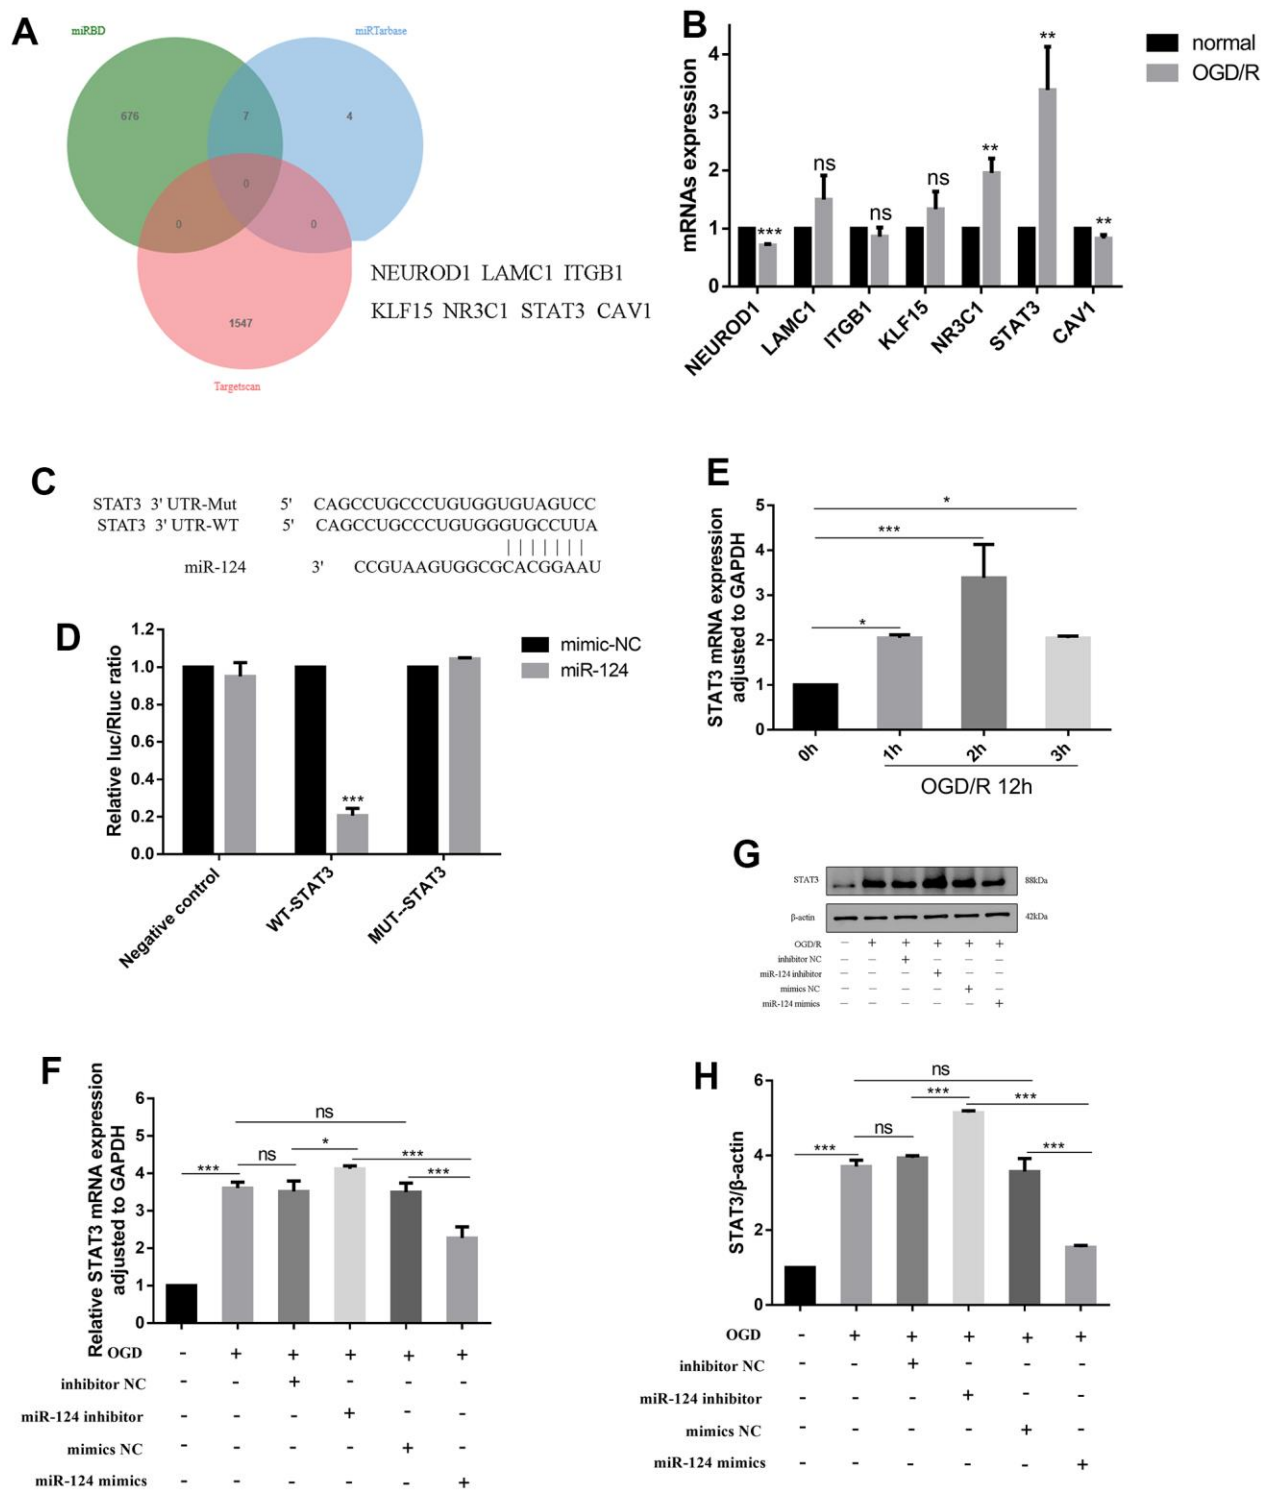 A
miRBD
miRTarbase
676
7
4
0
0
0
1547
Targetscan
NEUROD1 LAMC1 ITGB1
KLF15 NR3C1 STAT3 CAV1
B
mRNAs expression
4
3
2
1
0
***
ns
ns
ns
**
**
**
NEUROD1
LAMC1
ITGB1
KLF15
NR3C1
STAT3
CAV1
normal
OGD/R
C
STAT3 3' UTR-Mut 5' CAGCCUGCCCUGUGGUGUAGUCC
STAT3 3' UTR-WT 5' CAGCCUGCCCUGUGGGUGCCUUA
miR-124 3' CCGUAAGUGGCGCACGGAAU
D
Relative luc/Rluc ratio
1.2
1.0
0.8
0.6
0.4
0.2
0.0
***
Negative control
WT-STAT3
MUT--STAT3
mimic-NC
miR-124
E
STAT3 mRNA expression
adjusted to GAPDH
5
4
3
2
1
0
*
***
*
0h
1h
2h
3h
OGD/R 12h
G
STAT3 88kDa
β-actin 42kDa
OGD/R − + + + + +
inhibitor NC − − + − − −
miR-124 inhibitor − − − + − −
mimics NC − − − − + −
miR-124 mimics − − − − − +
F
Relative STAT3 mRNA expression
adjusted to GAPDH
6
5
4
3
2
1
0
ns
***
ns
*
***
***
OGD - + + + + +
inhibitor NC - - + - - -
miR-124 inhibitor - - - + - -
mimics NC - - - - + -
miR-124 mimics - - - - - +
H
STAT3/β-actin
6
4
2
0
ns
***
***
ns
***
***
OGD - + + + + +
inhibitor NC - - + - - -
miR-124 inhibitor - - - + - -
mimics NC - - - - + -
miR-124 mimics - - - - - +